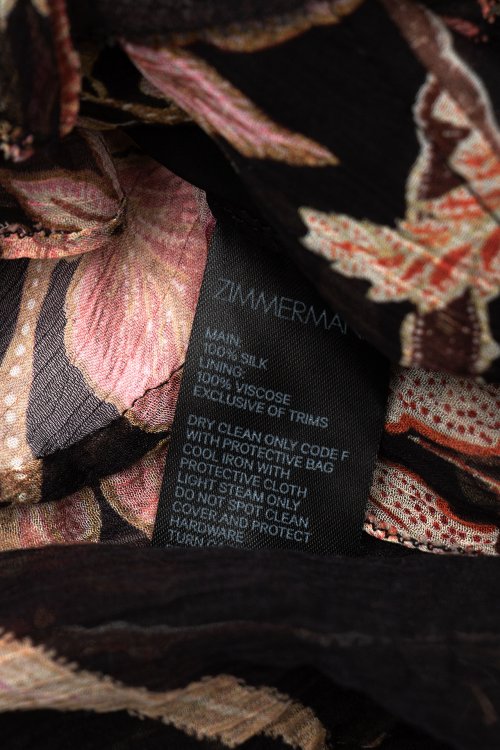 ZIMMERMAN
MAIN:
100% SILK
LINING:
100% VISCOSE
EXCLUSIVE OF TRIMS
DRY CLEAN ONLY CODE F
WITH PROTECTIVE BAG
COOL IRON WITH
PROTECTIVE CLOTH
LIGHT STEAM ONLY
DO NOT SPOT CLEAN
COVER AND PROTECT
HARDWARE
TURN